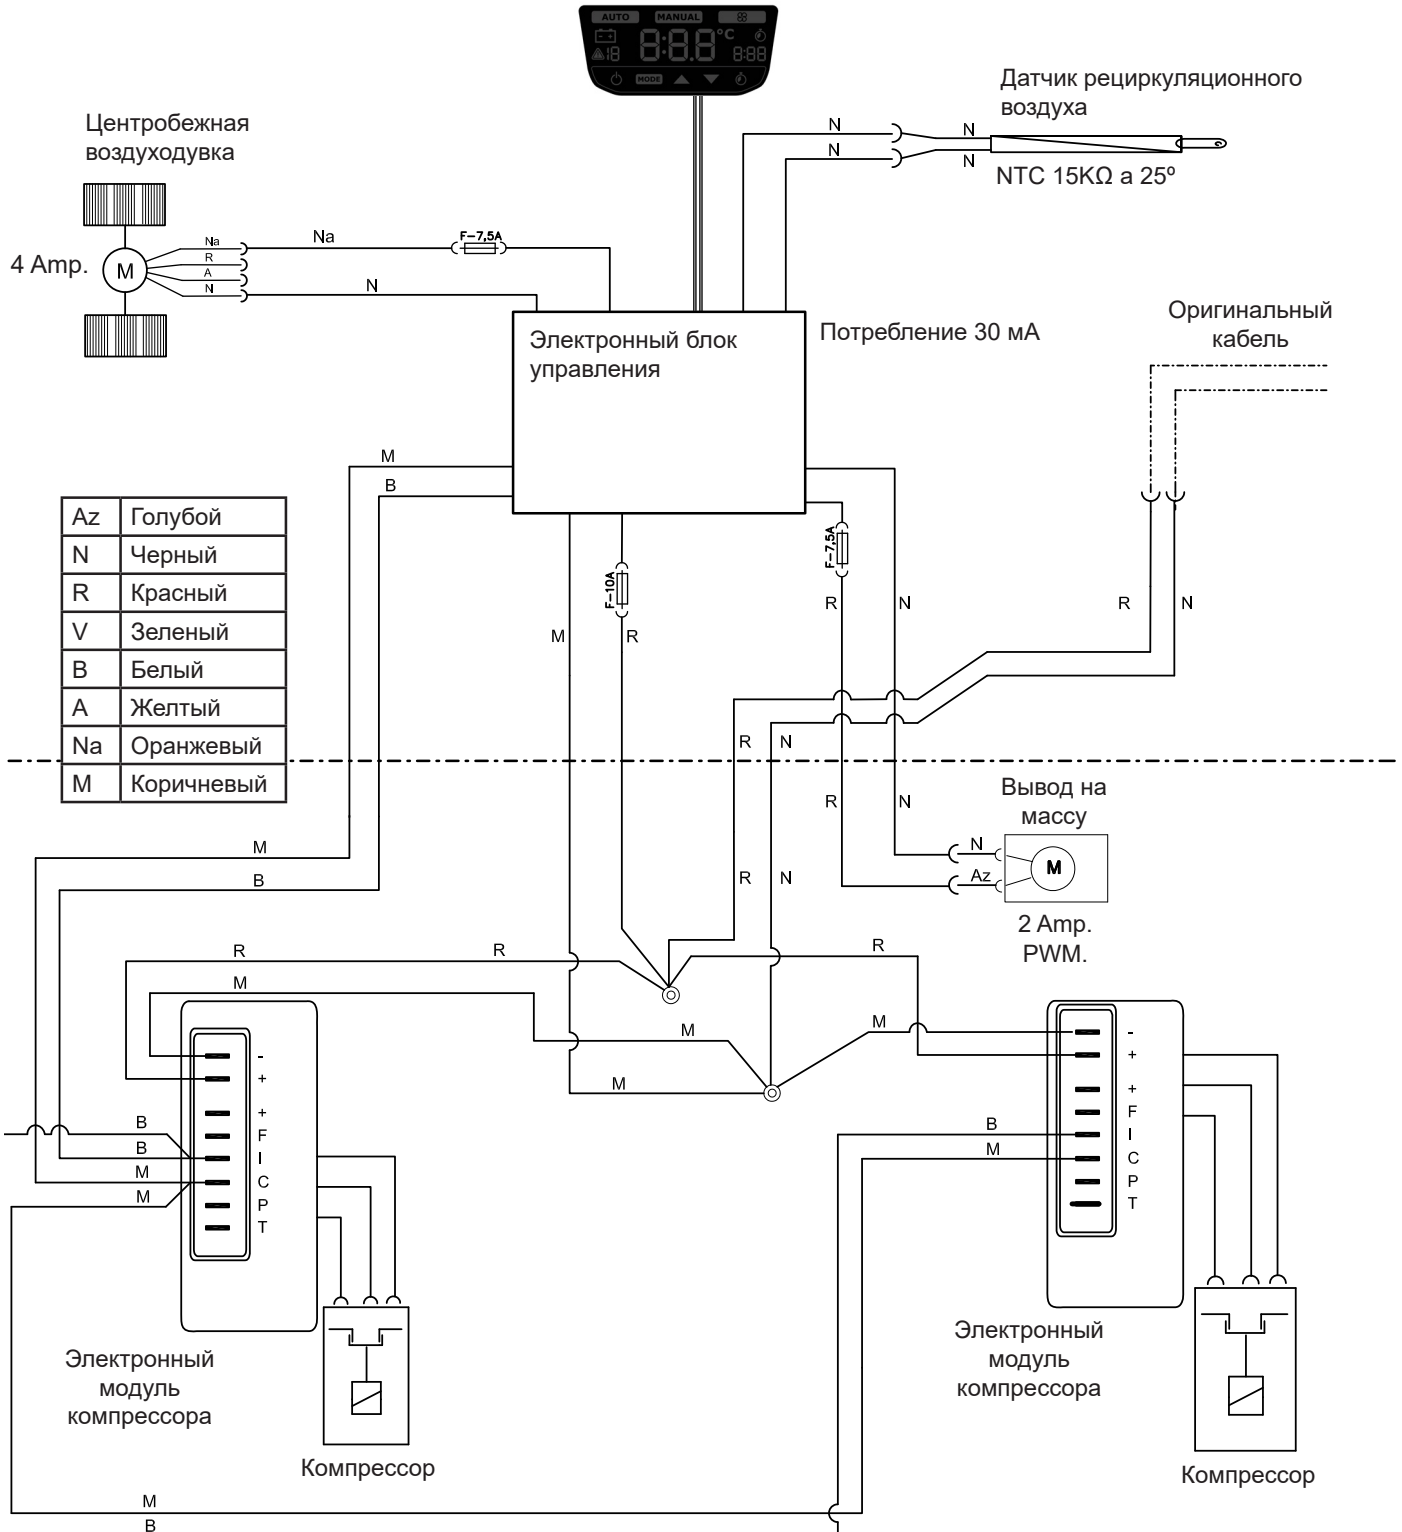 AUTO MANUAL
8:8.8 °C
18 8:88
MODE
Датчик рециркуляционного
воздуха
N
N
N
N
NTC 15KΩ a 25º
Центробежная
воздуходувка
4 Amp.
M
Na
R
A
N
Na
N
F-7,5A
Электронный блок
управления
Потребление 30 мА
Оригинальный
кабель
M
B
Az Голубой
N Черный
R Красный
V Зеленый
B Белый
A Желтый
Na Оранжевый
M Коричневый
F-10A
F-7,5A
M
R
R
N
R
N
R
N
R
N
Вывод на
массу
N
Az
M
2 Amp.
PWM.
M
B
R
N
R
R
R
M
M
M
M
-
+
+
F
I
C
P
T
B
B
M
M
-
+
+
F
I
C
P
T
B
M
Электронный
модуль
компрессора
Компрессор
Электронный
модуль
компрессора
Компрессор
M
B